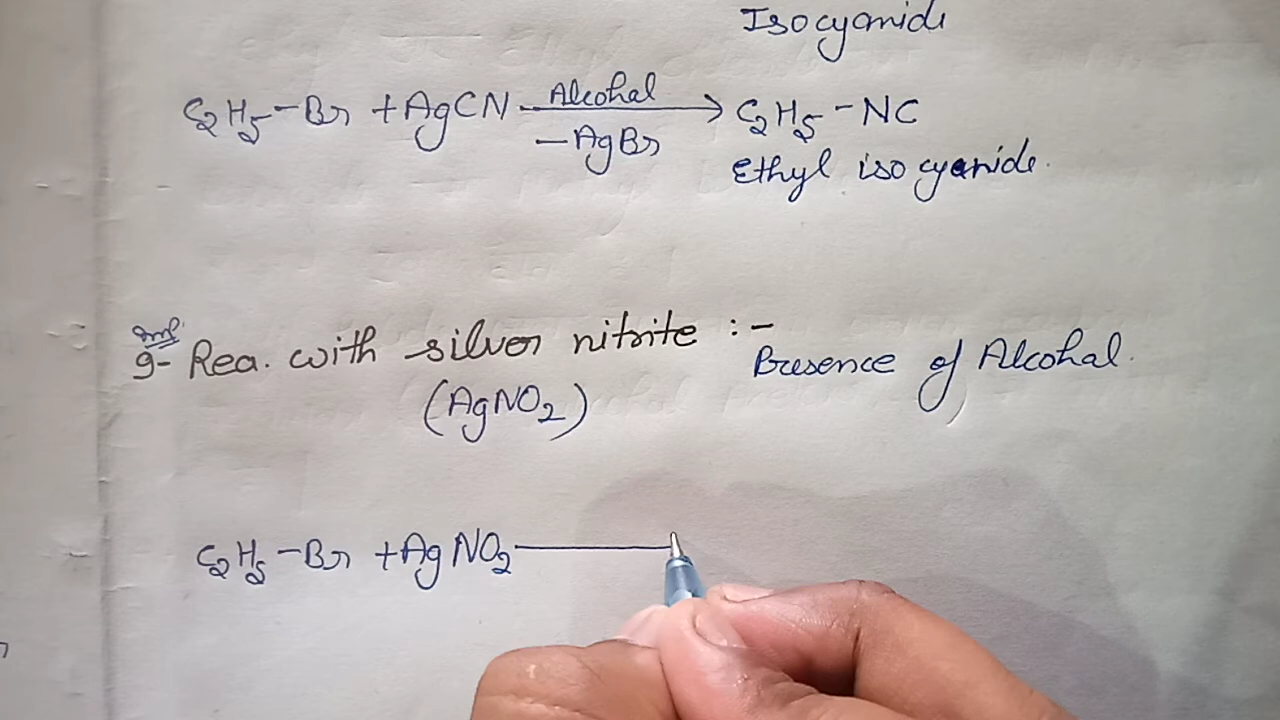 Isocyanide
C₂H₅-Br + AgCN Alcohal → C₂H₅-NC
-AgBr
Ethyl isocyanide.
Imp.
9- Rea. with silver nitrite :-
Presence of Alcohal.
(AgNO₂)
C₂H₅-Br + AgNO₂